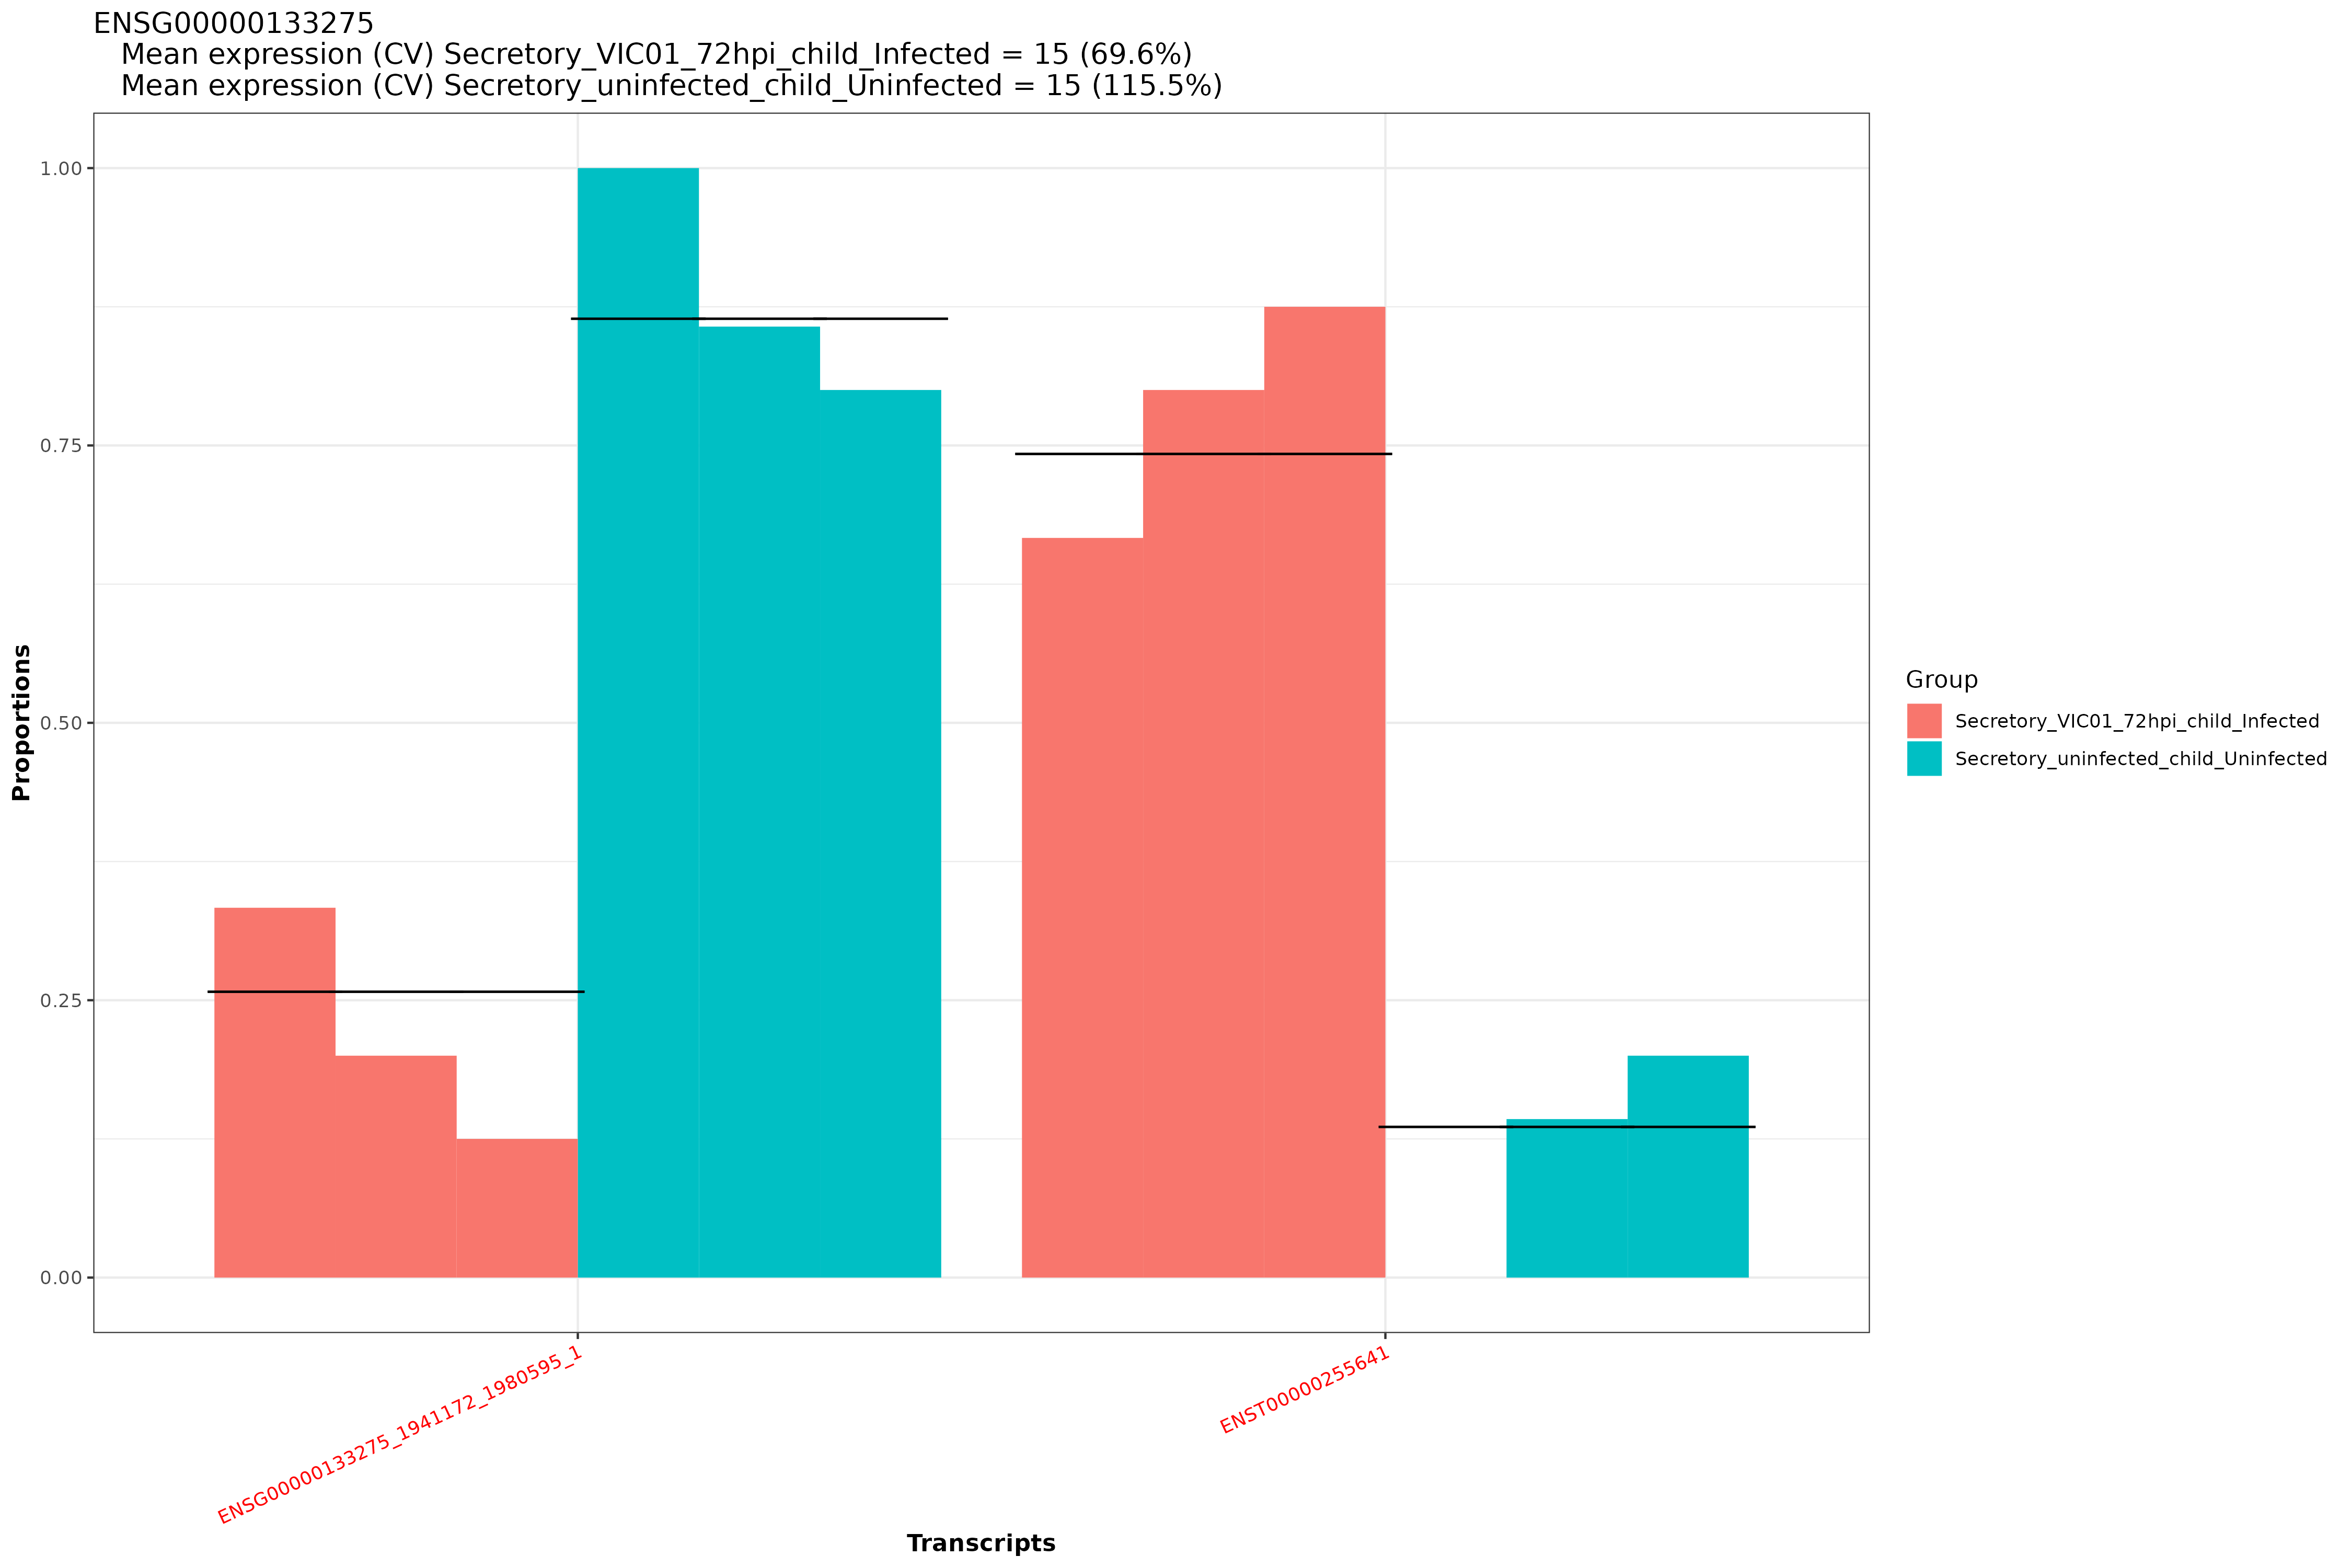 ENSG00000133275
Mean expression (CV) Secretory_VIC01_72hpi_child_Infected = 15 (69.6%)
Mean expression (CV) Secretory_uninfected_child_Uninfected = 15 (115.5%)
1.00
0.75
0.50
0.25
0.00
Proportions
ENSG00000133275_1941172_1980595_1
ENST00000255641
Transcripts
Group
Secretory_VIC01_72hpi_child_Infected
Secretory_uninfected_child_Uninfected